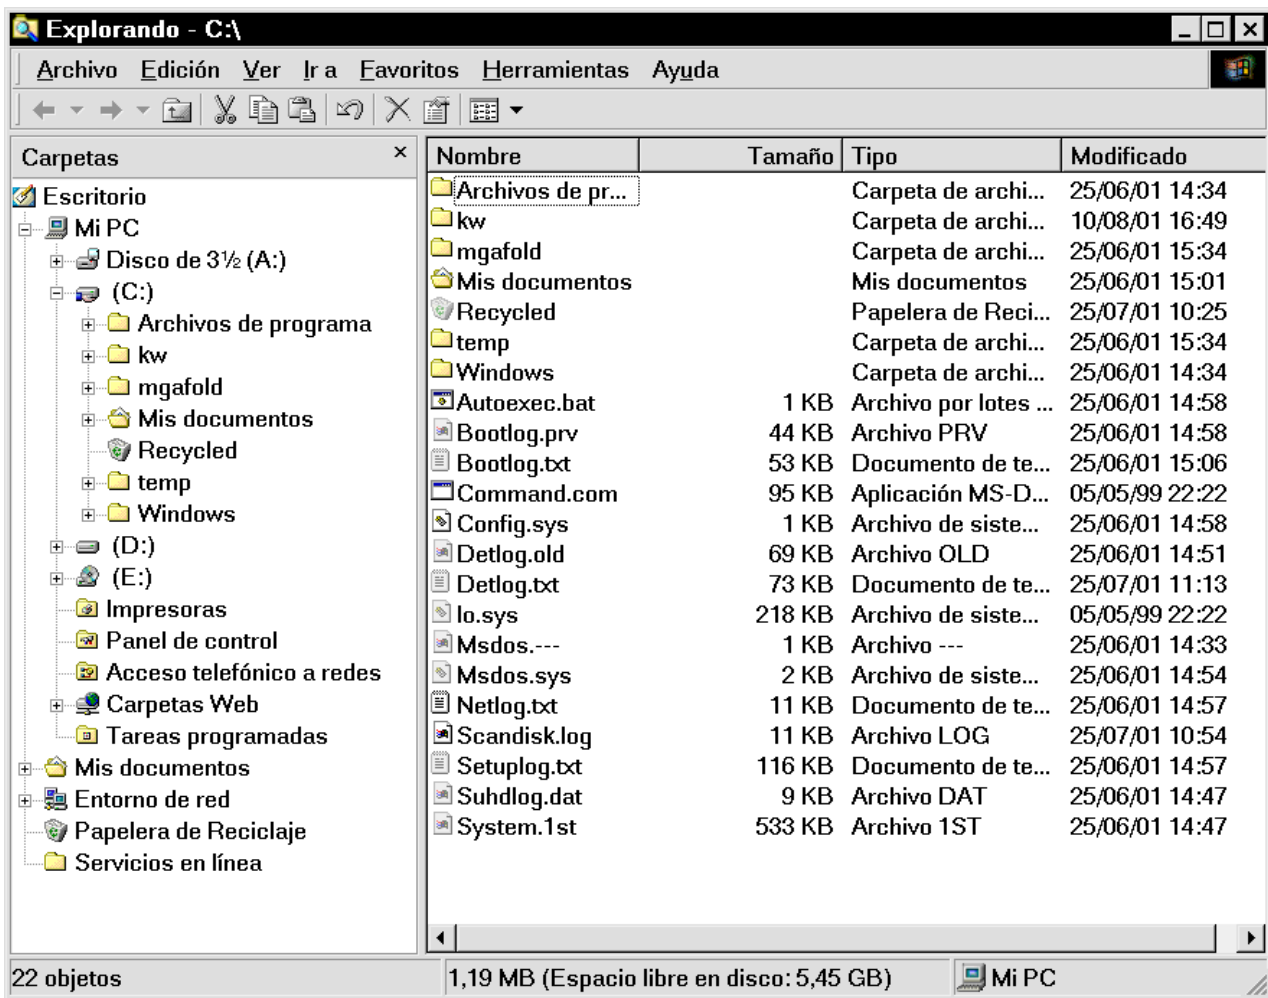 Explorando - C:\
Archivo Edición Ver Ir a Favoritos Herramientas Ayuda
Carpetas ×
Escritorio
Mi PC
Disco de 3½ (A:)
(C:)
Archivos de programa
kw
mgafold
Mis documentos
Recycled
temp
Windows
(D:)
(E:)
Impresoras
Panel de control
Acceso telefónico a redes
Carpetas Web
Tareas programadas
Mis documentos
Entorno de red
Papelera de Reciclaje
Servicios en línea
Nombre Tamaño Tipo Modificado
Archivos de pr... Carpeta de archi... 25/06/01 14:34
kw Carpeta de archi... 10/08/01 16:49
mgafold Carpeta de archi... 25/06/01 15:34
Mis documentos Mis documentos 25/06/01 15:01
Recycled Papelera de Reci... 25/07/01 10:25
temp Carpeta de archi... 25/06/01 15:34
Windows Carpeta de archi... 25/06/01 14:34
Autoexec.bat 1 KB Archivo por lotes ... 25/06/01 14:58
Bootlog.prv 44 KB Archivo PRV 25/06/01 14:58
Bootlog.txt 53 KB Documento de te... 25/06/01 15:06
Command.com 95 KB Aplicación MS-D... 05/05/99 22:22
Config.sys 1 KB Archivo de siste... 25/06/01 14:58
Detlog.old 69 KB Archivo OLD 25/06/01 14:51
Detlog.txt 73 KB Documento de te... 25/07/01 11:13
Io.sys 218 KB Archivo de siste... 05/05/99 22:22
Msdos.--- 1 KB Archivo --- 25/06/01 14:33
Msdos.sys 2 KB Archivo de siste... 25/06/01 14:54
Netlog.txt 11 KB Documento de te... 25/06/01 14:57
Scandisk.log 11 KB Archivo LOG 25/07/01 10:54
Setuplog.txt 116 KB Documento de te... 25/06/01 14:57
Suhdlog.dat 9 KB Archivo DAT 25/06/01 14:47
System.1st 533 KB Archivo 1ST 25/06/01 14:47
22 objetos 1,19 MB (Espacio libre en disco: 5,45 GB) Mi PC